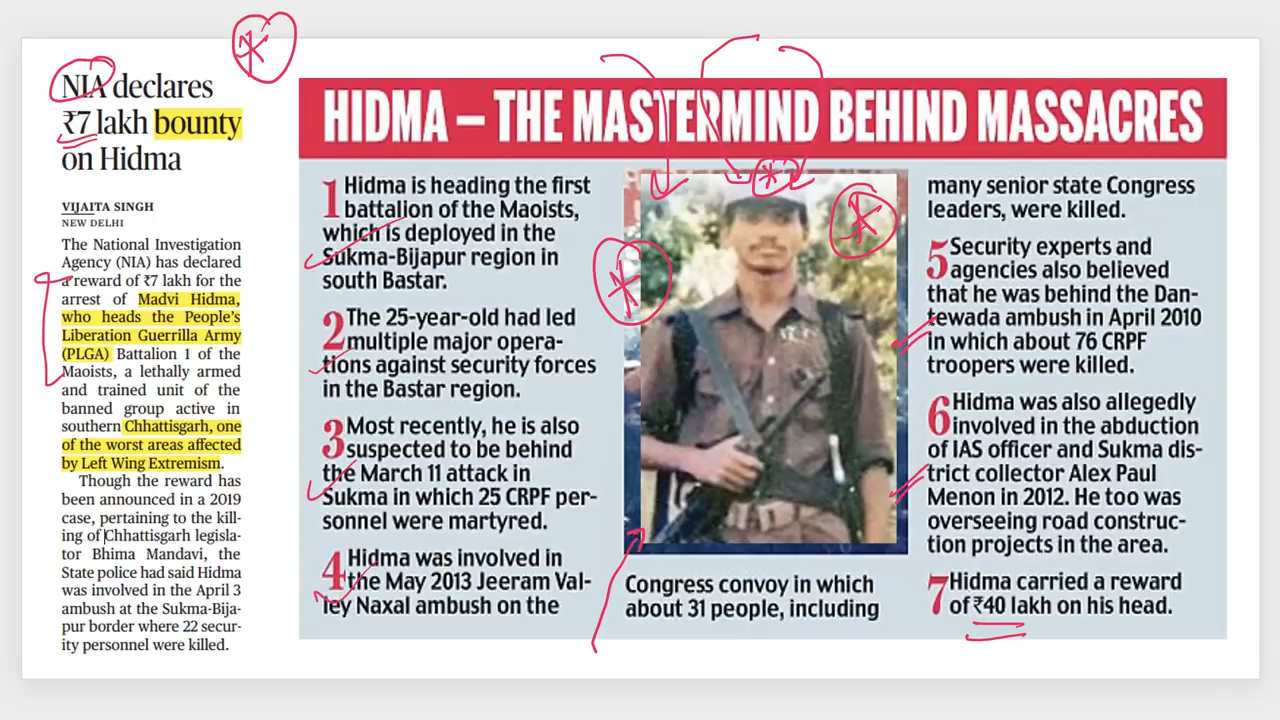 NIA declares
₹7 lakh bounty
on Hidma
VIJAITA SINGH
NEW DELHI
The National Investigation
Agency (NIA) has declared
a reward of ₹7 lakh for the
arrest of Madvi Hidma,
who heads the People's
Liberation Guerrilla Army
(PLGA) Battalion 1 of the
Maoists, a lethally armed
and trained unit of the
banned group active in
southern Chhattisgarh, one
of the worst areas affected
by Left Wing Extremism.
Though the reward has
been announced in a 2019
case, pertaining to the kill-
ing of Chhattisgarh legisla-
tor Bhima Mandavi, the
State police had said Hidma
was involved in the April 3
ambush at the Sukma-Bija-
pur border where 22 secur-
ity personnel were killed.
HIDMA – THE MASTERMIND BEHIND MASSACRES
1 Hidma is heading the first
battalion of the Maoists,
which is deployed in the
Sukma-Bijapur region in
south Bastar.
2 The 25-year-old had led
multiple major opera-
tions against security forces
in the Bastar region.
3 Most recently, he is also
suspected to be behind
the March 11 attack in
Sukma in which 25 CRPF per-
sonnel were martyred.
4 Hidma was involved in
the May 2013 Jeeram Val-
ley Naxal ambush on the
Congress convoy in which
about 31 people, including
many senior state Congress
leaders, were killed.
5 Security experts and
agencies also believed
that he was behind the Dan-
tewada ambush in April 2010
in which about 76 CRPF
troopers were killed.
6 Hidma was also allegedly
involved in the abduction
of IAS officer and Sukma dis-
trict collector Alex Paul
Menon in 2012. He too was
overseeing road construc-
tion projects in the area.
7 Hidma carried a reward
of ₹40 lakh on his head.